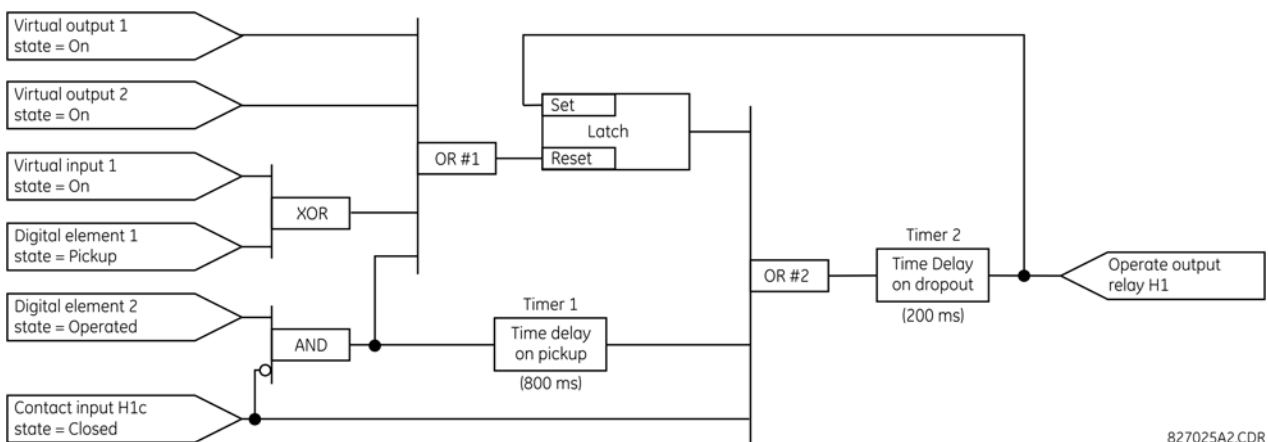 Virtual output 1
state = On
Virtual output 2
state = On
Virtual input 1
state = On
Digital element 1
state = Pickup
Digital element 2
state = Operated
Contact input H1c
state = Closed
XOR
AND
OR #1
Set
Latch
Reset
Timer 1
Time delay
on pickup
(800 ms)
OR #2
Timer 2
Time Delay
on dropout
(200 ms)
Operate output
relay H1
827025A2.CDR